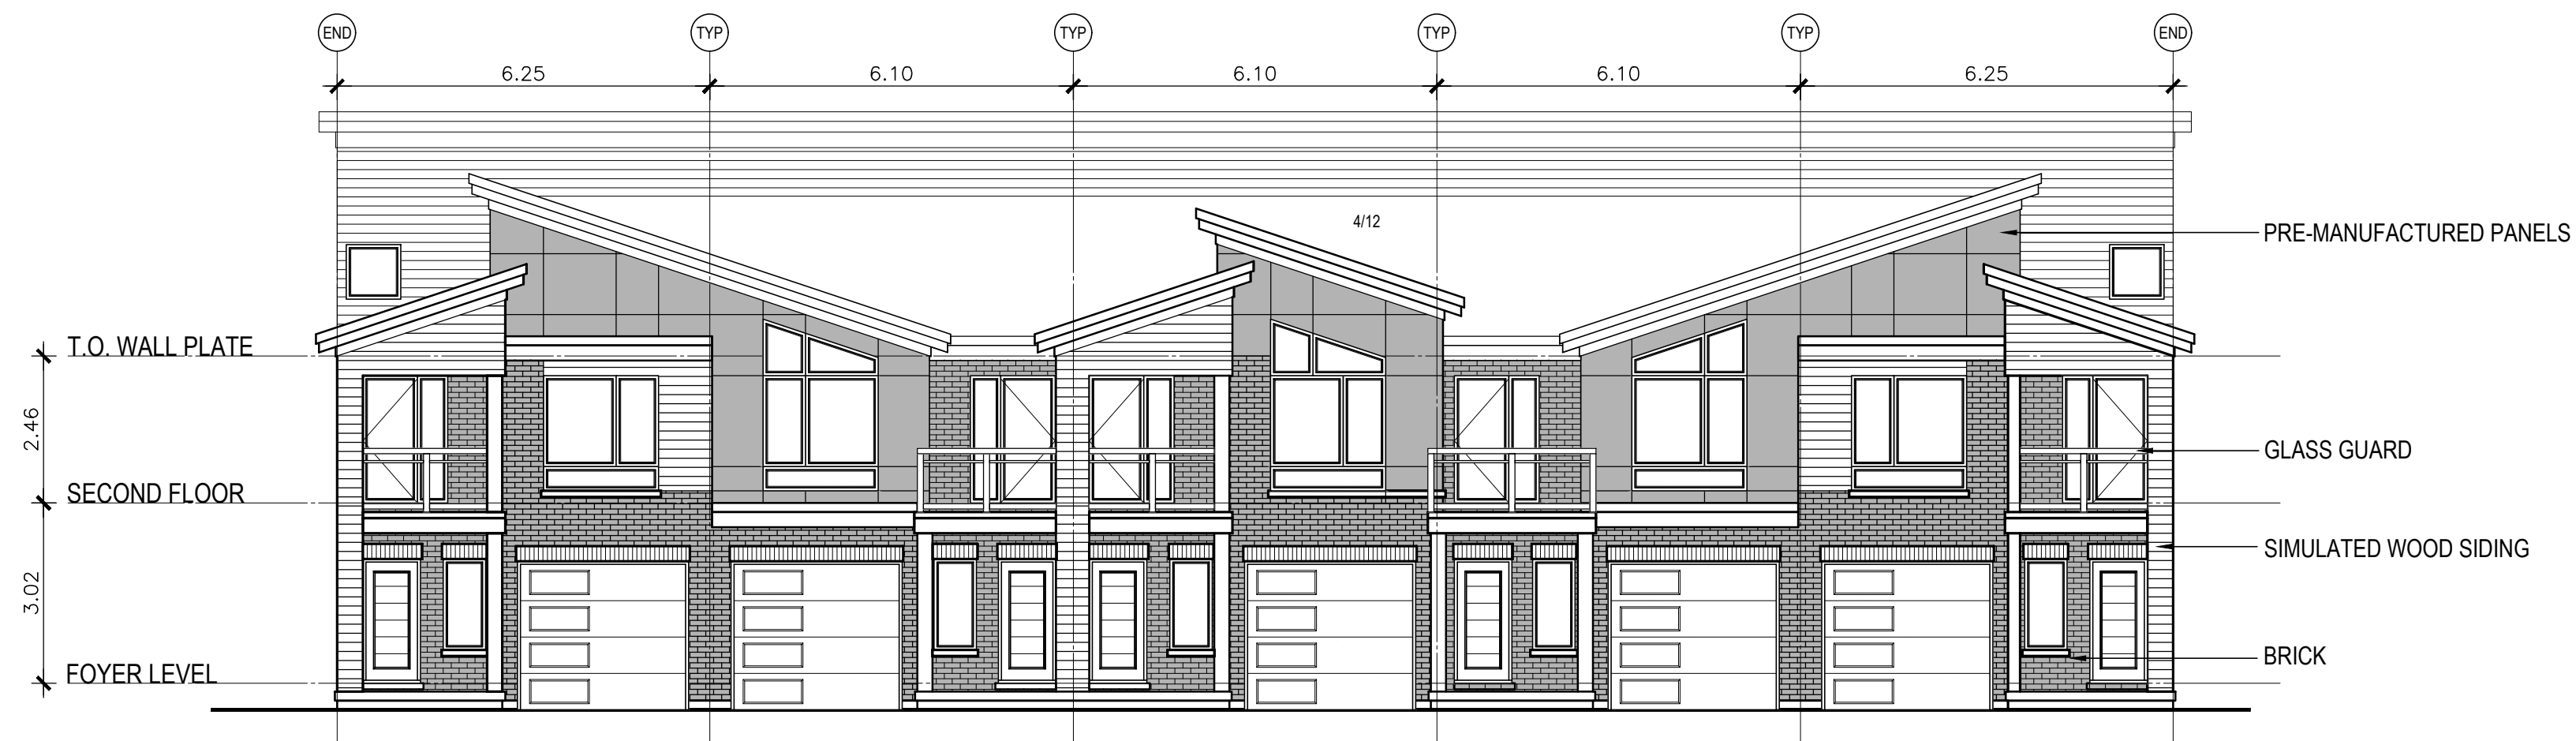 END TYP TYP TYP TYP END
6.25 6.10 6.10 6.10 6.25
4/12
PRE-MANUFACTURED PANELS
T.O. WALL PLATE
2.46
GLASS GUARD
SECOND FLOOR
SIMULATED WOOD SIDING
3.02
BRICK
FOYER LEVEL